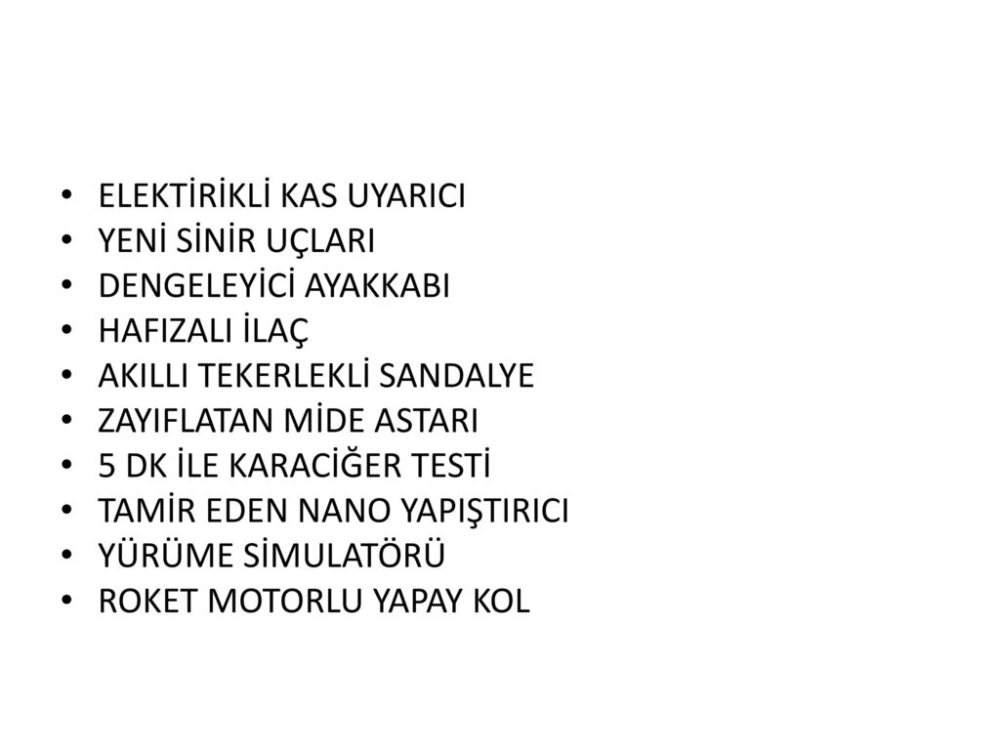 • ELEKTİRİKLİ KAS UYARICI
• YENİ SİNİR UÇLARI
• DENGELEYİCİ AYAKKABI
• HAFIZALI İLAÇ
• AKILLI TEKERLEKLİ SANDALYE
• ZAYIFLATAN MİDE ASTARI
• 5 DK İLE KARACİĞER TESTİ
• TAMİR EDEN NANO YAPIŞTIRICI
• YÜRÜME SİMULATÖRÜ
• ROKET MOTORLU YAPAY KOL